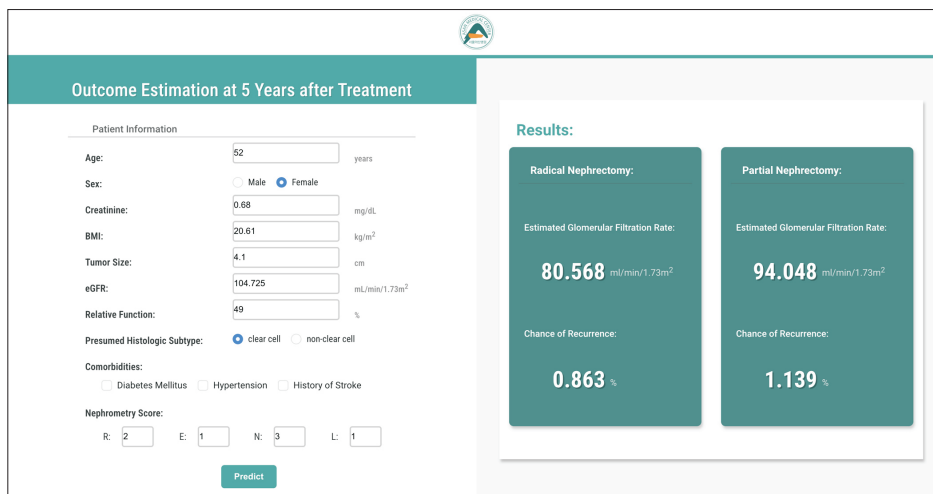 Outcome Estimation at 5 Years after Treatment
Patient Information
Age: 52 years
Sex: Male Female
Creatinine: 0.68 mg/dL
BMI: 20.61 kg/m²
Tumor Size: 4.1 cm
eGFR: 104.725 mL/min/1.73m²
Relative Function: 49 %
Presumed Histologic Subtype: clear cell non-clear cell
Comorbidities:
Diabetes Mellitus Hypertension History of Stroke
Nephrometry Score:
R: 2 E: 1 N: 3 L: 1
Predict
Results:
Radical Nephrectomy:
Estimated Glomerular Filtration Rate:
80.568 ml/min/1.73m²
Chance of Recurrence:
0.863 %
Partial Nephrectomy:
Estimated Glomerular Filtration Rate:
94.048 ml/min/1.73m²
Chance of Recurrence:
1.139 %